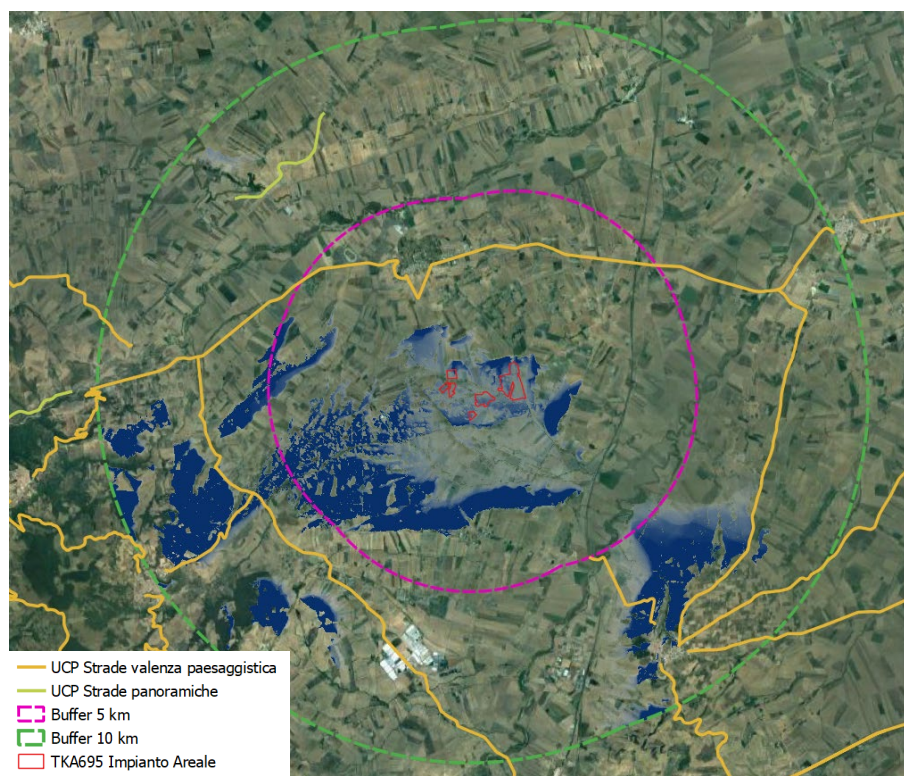 UCP Strade valenza paesaggistica
UCP Strade panoramiche
Buffer 5 km
Buffer 10 km
TKA695 Impianto Areale